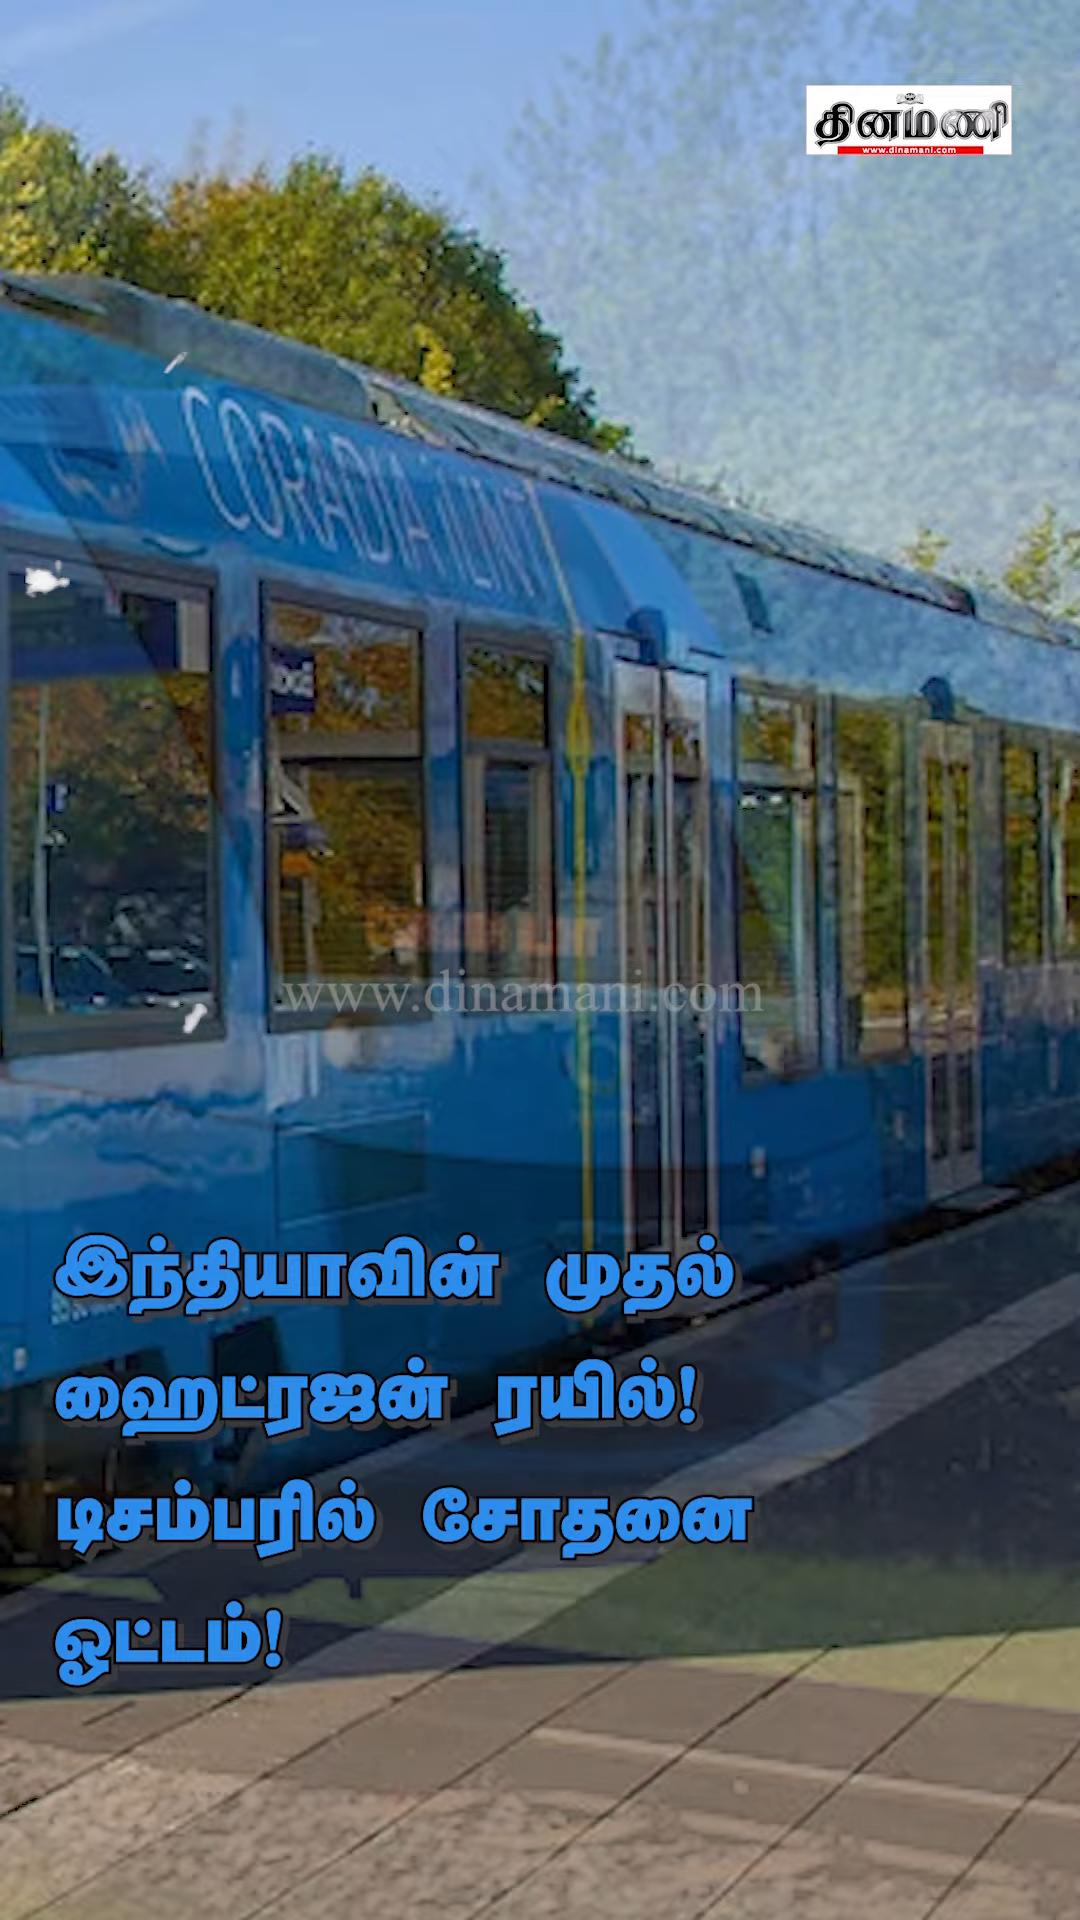 தினமணி
www.dinamani.com
CORADIA iLINT
www.dinamani.com
இந்தியாவின் முதல்
ஹைட்ரஜன் ரயில்!
டிசம்பரில் சோதனை
ஓட்டம்!